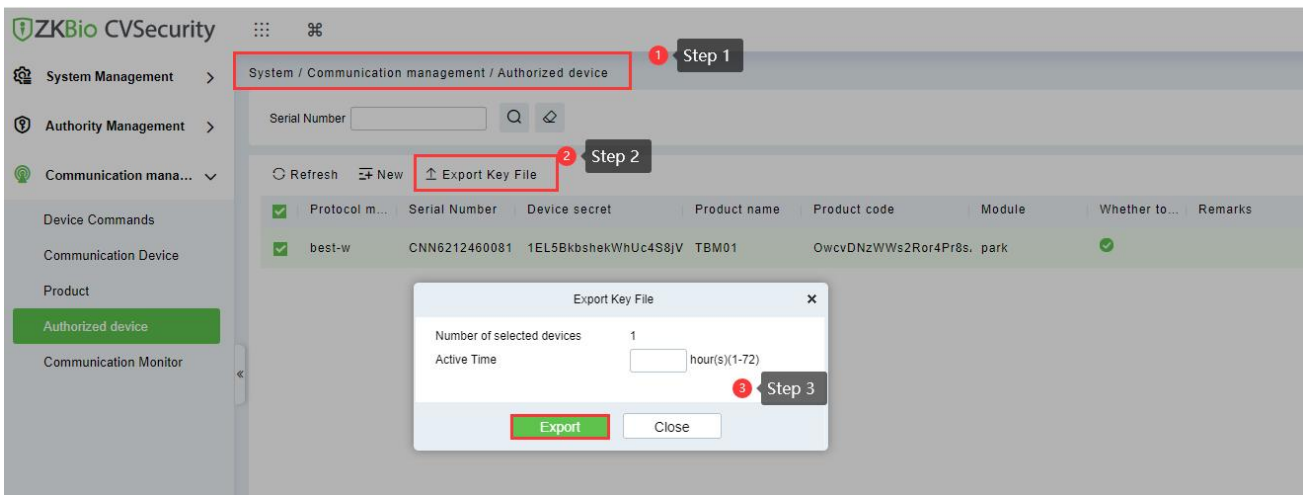 ZKBio CVSecurity
1 Step 1
System Management
System / Communication management / Authorized device
Authority Management
Serial Number
2 Step 2
Communication mana...
Refresh New Export Key File
Protocol m... Serial Number Device secret Product name Product code Module Whether to... Remarks
Device Commands
best-w CNN6212460081 1EL5BkbshekWhUc4S8jV TBM01 OwcvDNzWWs2Ror4Pr8s. park
Communication Device
Product
Export Key File
Authorized device
Number of selected devices 1
Communication Monitor
Active Time hour(s)(1-72)
3 Step 3
Export Close